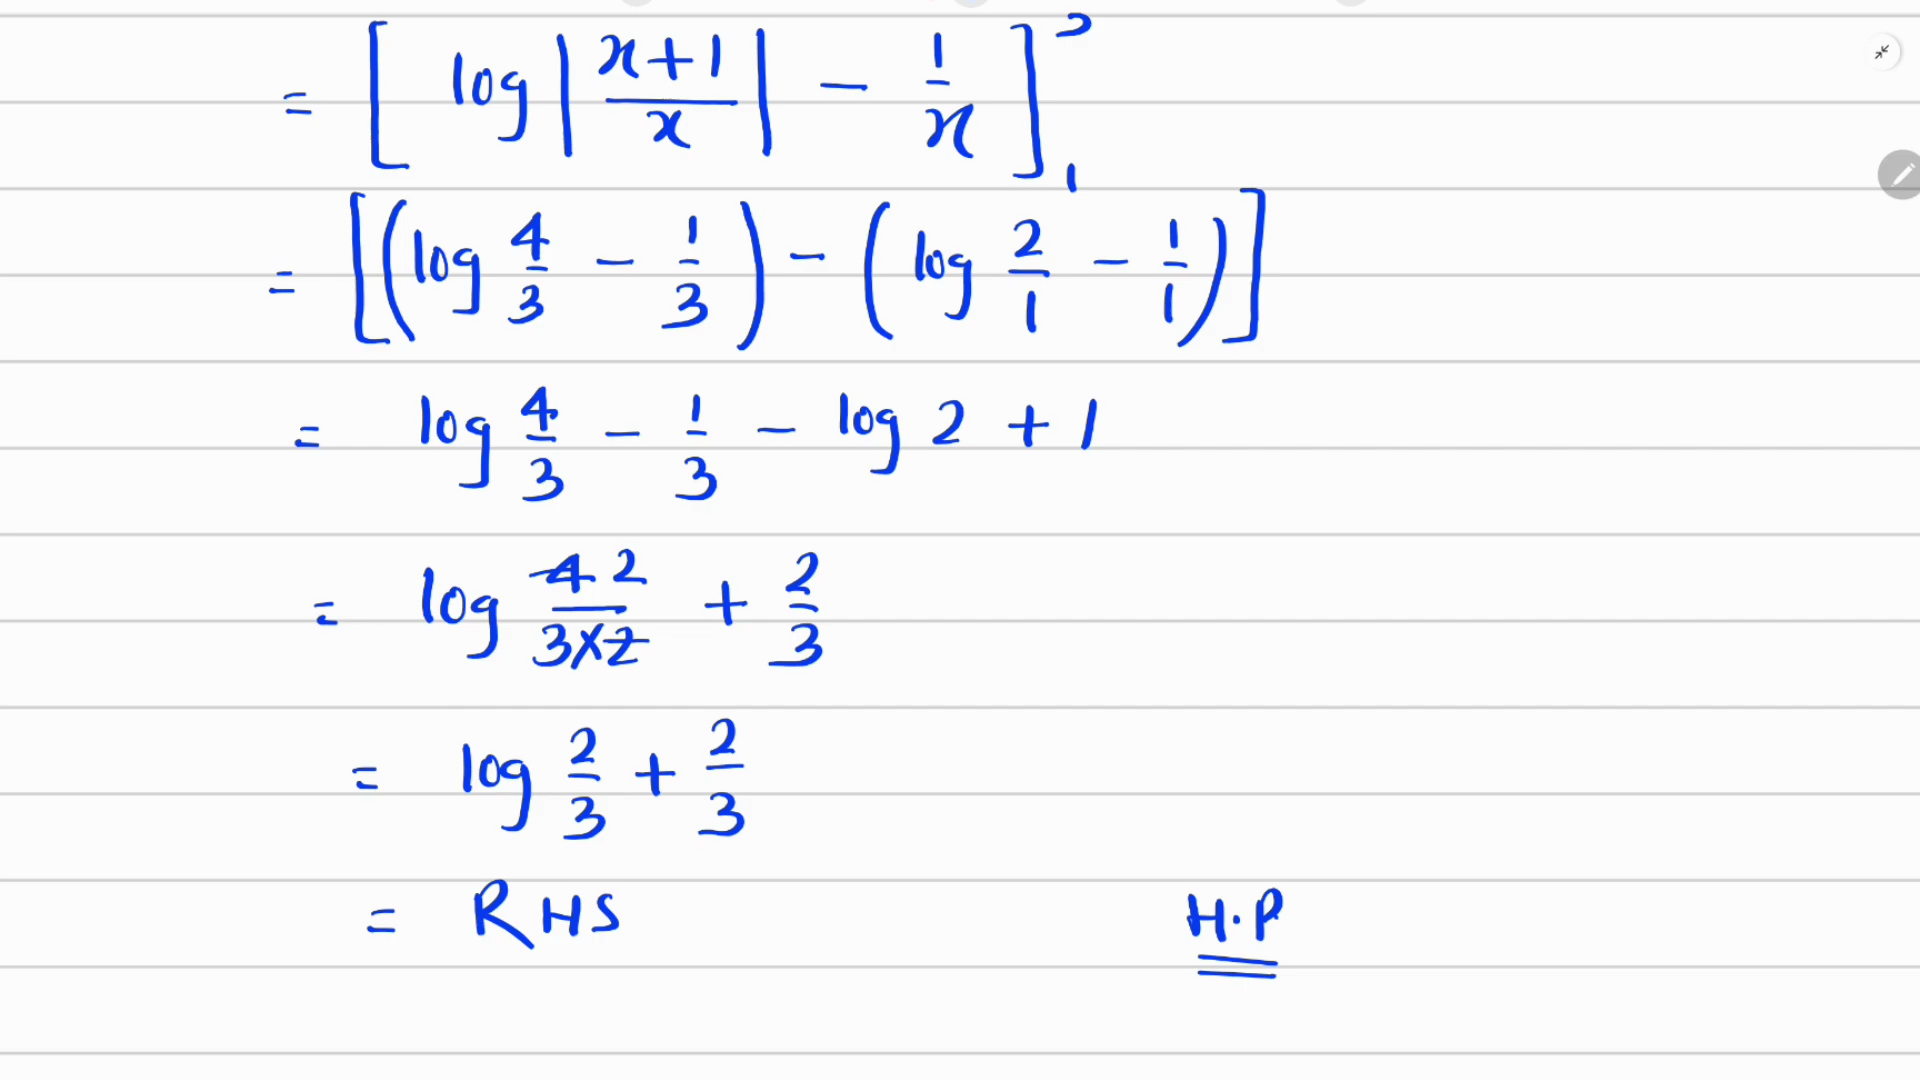 = [ log | x+1 / x | - 1/x ]₁³
= [ ( log 4/3 - 1/3 ) - ( log 2/1 - 1/1 ) ]
= log 4/3 - 1/3 - log 2 + 1
= log 4 2 / 3×2 + 2/3
= log 2/3 + 2/3
= RHS H.P